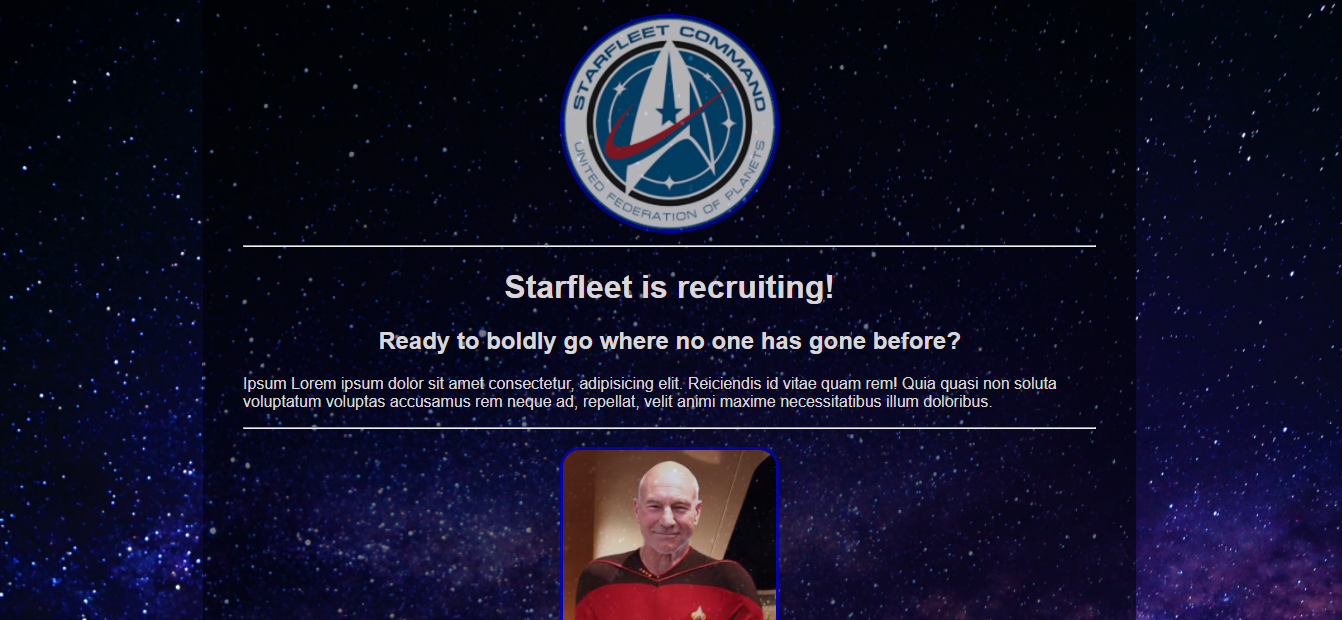 STARFLEET COMMAND
UNITED FEDERATION OF PLANETS
Starfleet is recruiting!
Ready to boldly go where no one has gone before?
Ipsum Lorem ipsum dolor sit amet consectetur, adipisicing elit. Reiciendis id vitae quam rem! Quia quasi non soluta
voluptatum voluptas accusamus rem neque ad, repellat, velit animi maxime necessitatibus illum doloribus.